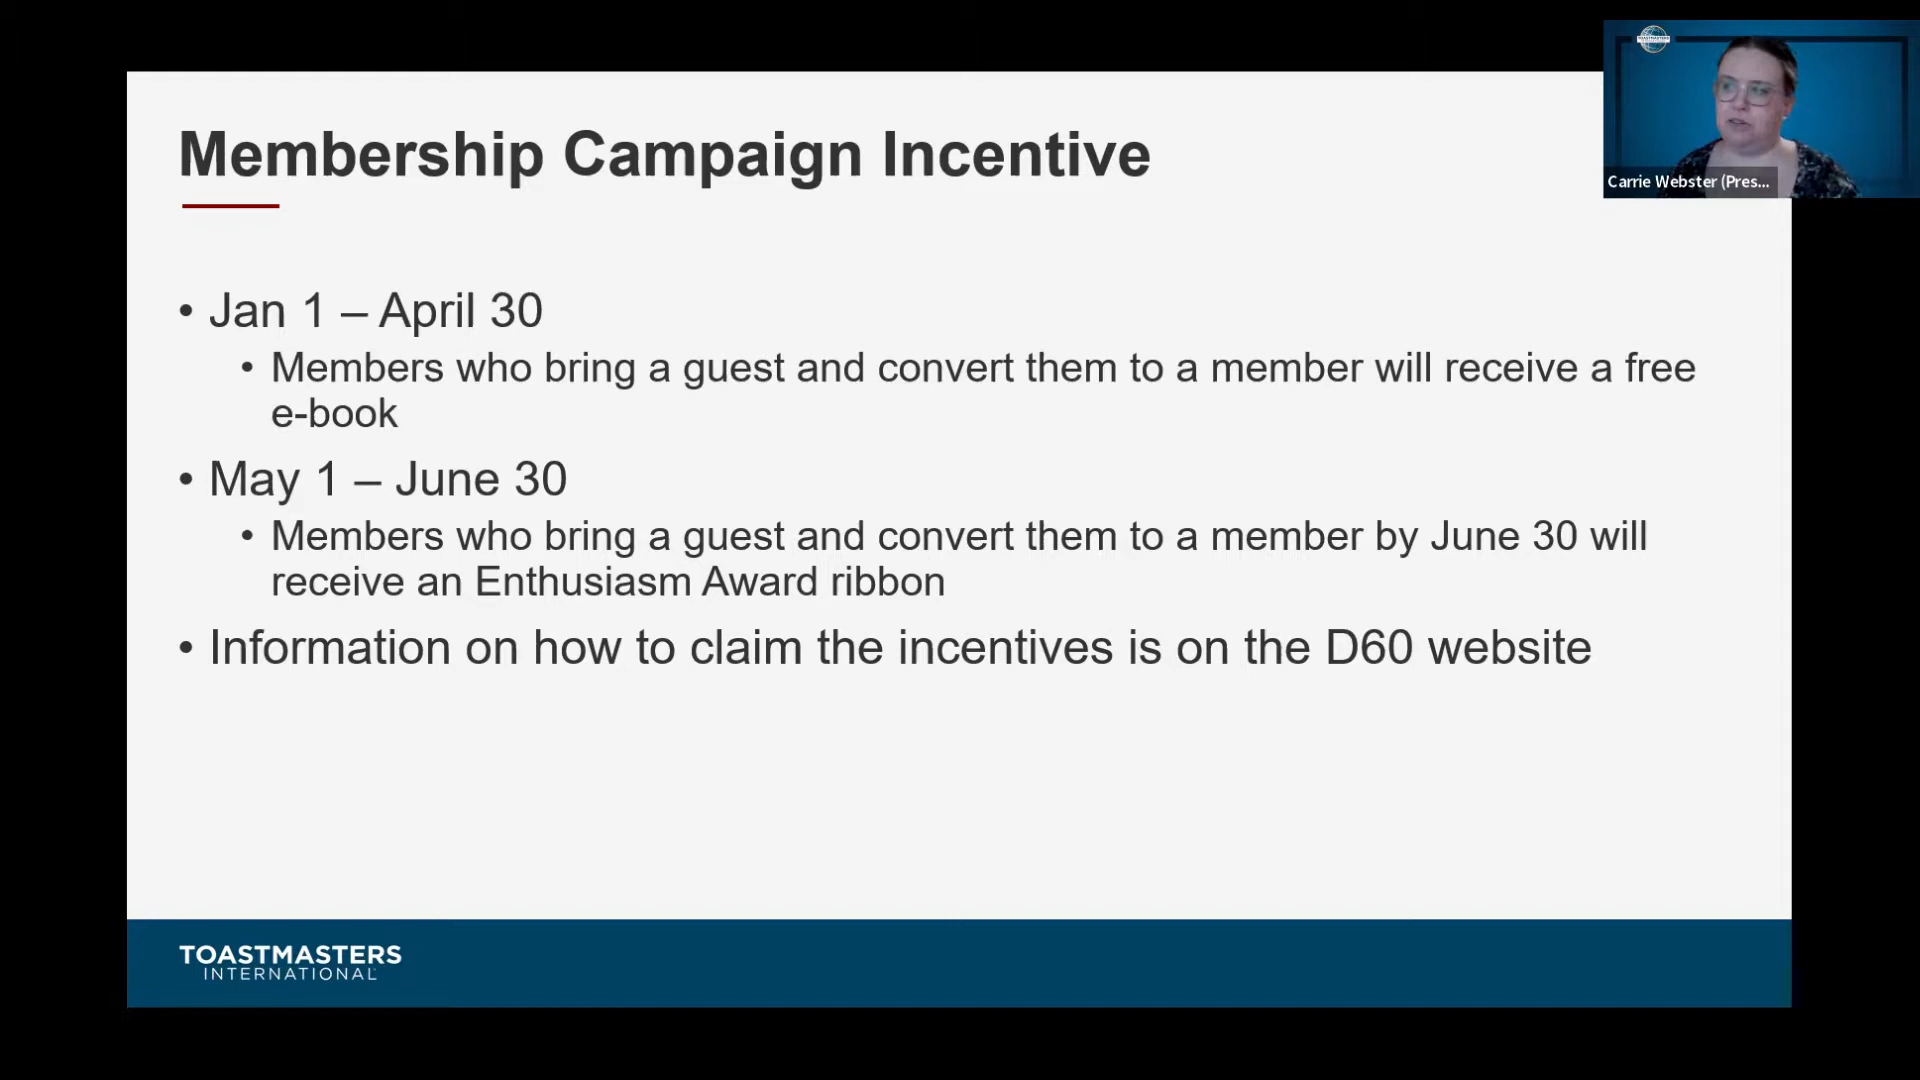 TOASTMASTERS
Carrie Webster (Pres...
Membership Campaign Incentive
• Jan 1 – April 30
• Members who bring a guest and convert them to a member will receive a free
e-book
• May 1 – June 30
• Members who bring a guest and convert them to a member by June 30 will
receive an Enthusiasm Award ribbon
• Information on how to claim the incentives is on the D60 website
TOASTMASTERS
INTERNATIONAL